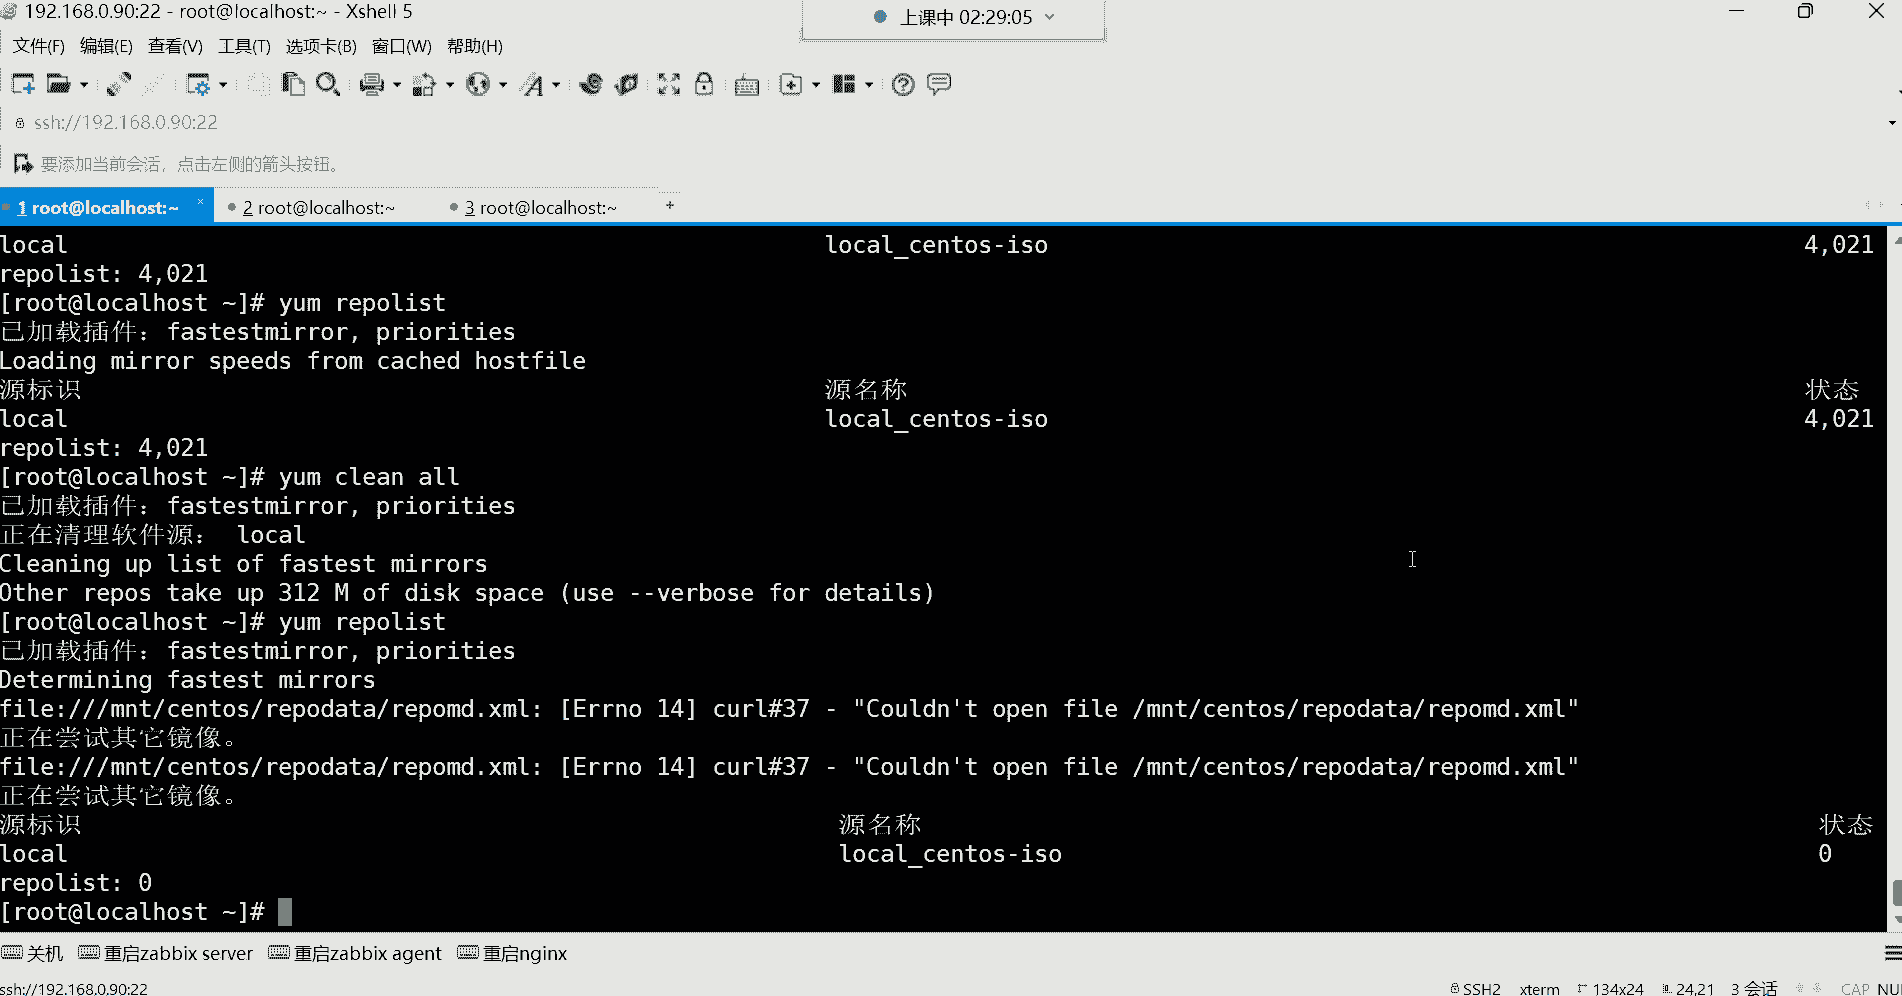 192.168.0.90:22 - root@localhost:~ - Xshell 5
上课中 02:29:05
文件(F) 编辑(E) 查看(V) 工具(T) 选项卡(B) 窗口(W) 帮助(H)
ssh://192.168.0.90:22
要添加当前会话，点击左侧的箭头按钮。
1 root@localhost:~ × 2 root@localhost:~ 3 root@localhost:~ +
local local_centos-iso 4,021
repolist: 4,021
[root@localhost ~]# yum repolist
已加载插件：fastestmirror, priorities
Loading mirror speeds from cached hostfile
源标识 源名称 状态
local local_centos-iso 4,021
repolist: 4,021
[root@localhost ~]# yum clean all
已加载插件：fastestmirror, priorities
正在清理软件源： local
Cleaning up list of fastest mirrors
Other repos take up 312 M of disk space (use --verbose for details)
[root@localhost ~]# yum repolist
已加载插件：fastestmirror, priorities
Determining fastest mirrors
file:///mnt/centos/repodata/repomd.xml: [Errno 14] curl#37 - "Couldn't open file /mnt/centos/repodata/repomd.xml"
正在尝试其它镜像。
file:///mnt/centos/repodata/repomd.xml: [Errno 14] curl#37 - "Couldn't open file /mnt/centos/repodata/repomd.xml"
正在尝试其它镜像。
源标识 源名称 状态
local local_centos-iso 0
repolist: 0
[root@localhost ~]#
关机 重启zabbix server 重启zabbix agent 重启nginx
ssh://192.168.0.90:22 SSH2 xterm 134x24 24,21 3 会话 CAP NU